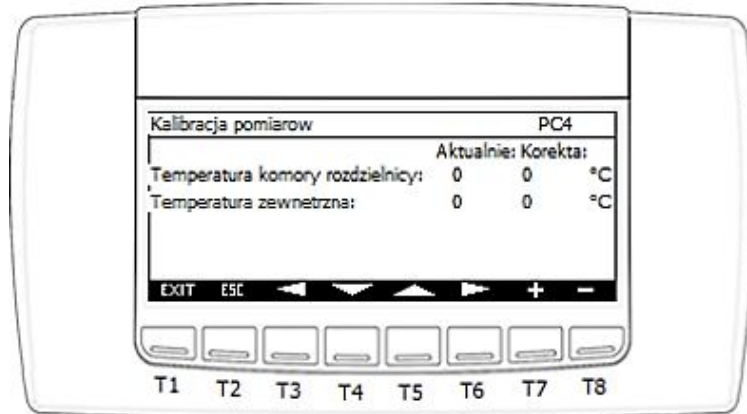 Kalibracja pomiarow PC4
Aktualnie: Korekta:
Temperatura komory rozdzielnicy: 0 0 °C
Temperatura zewnetrzna: 0 0 °C
EXIT ESC + -
T1 T2 T3 T4 T5 T6 T7 T8